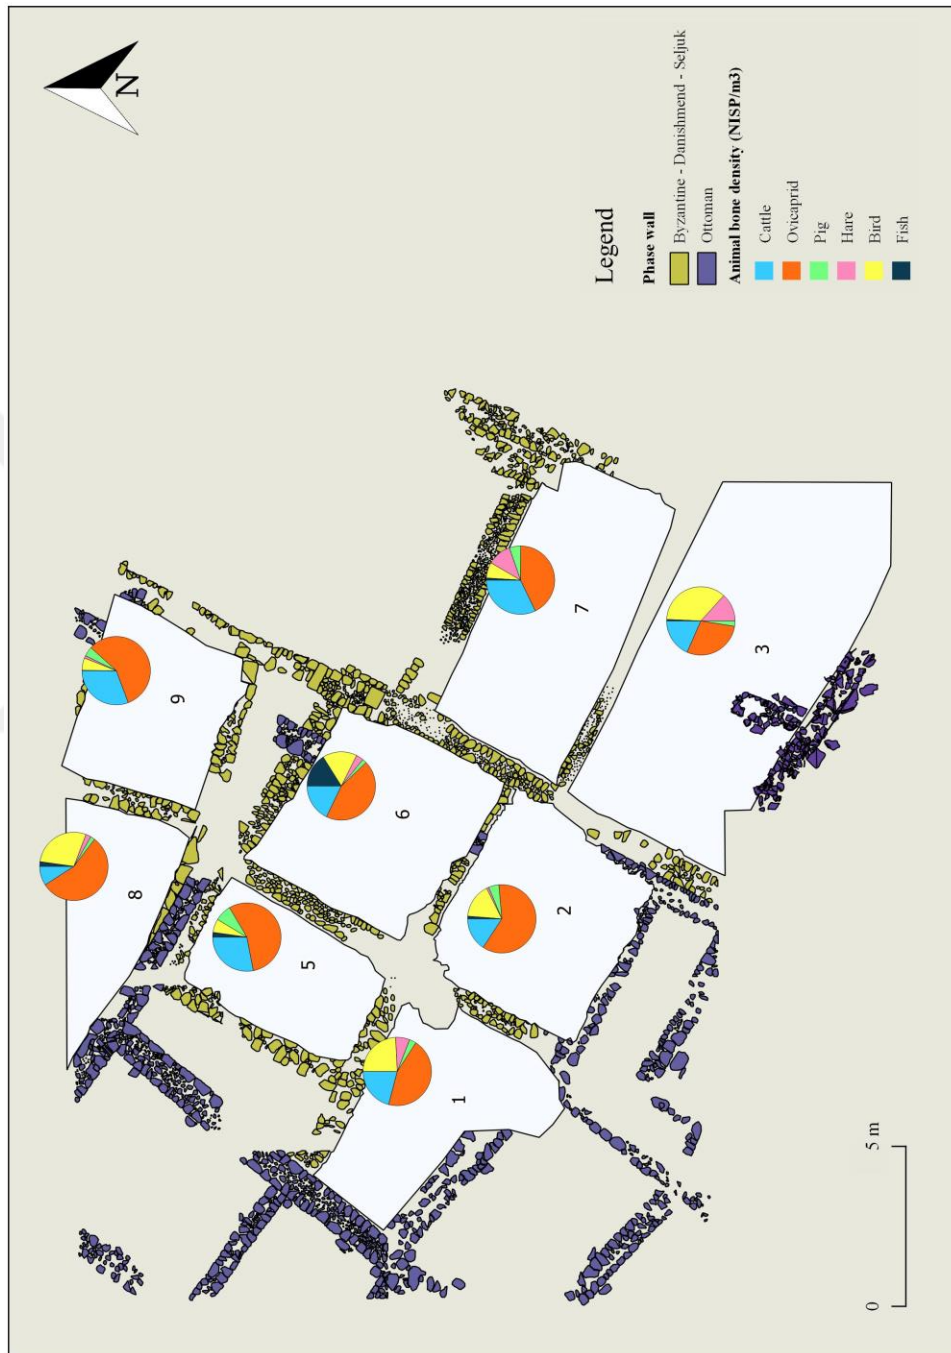 N
Legend
Phase wall
Byzantine - Danishmend - Seljuk
Ottoman
Animal bone density (NISP/m3)
Cattle
Ovicaprid
Pig
Hare
Bird
Fish
8
9
5
6
7
1
2
3
0
5 m